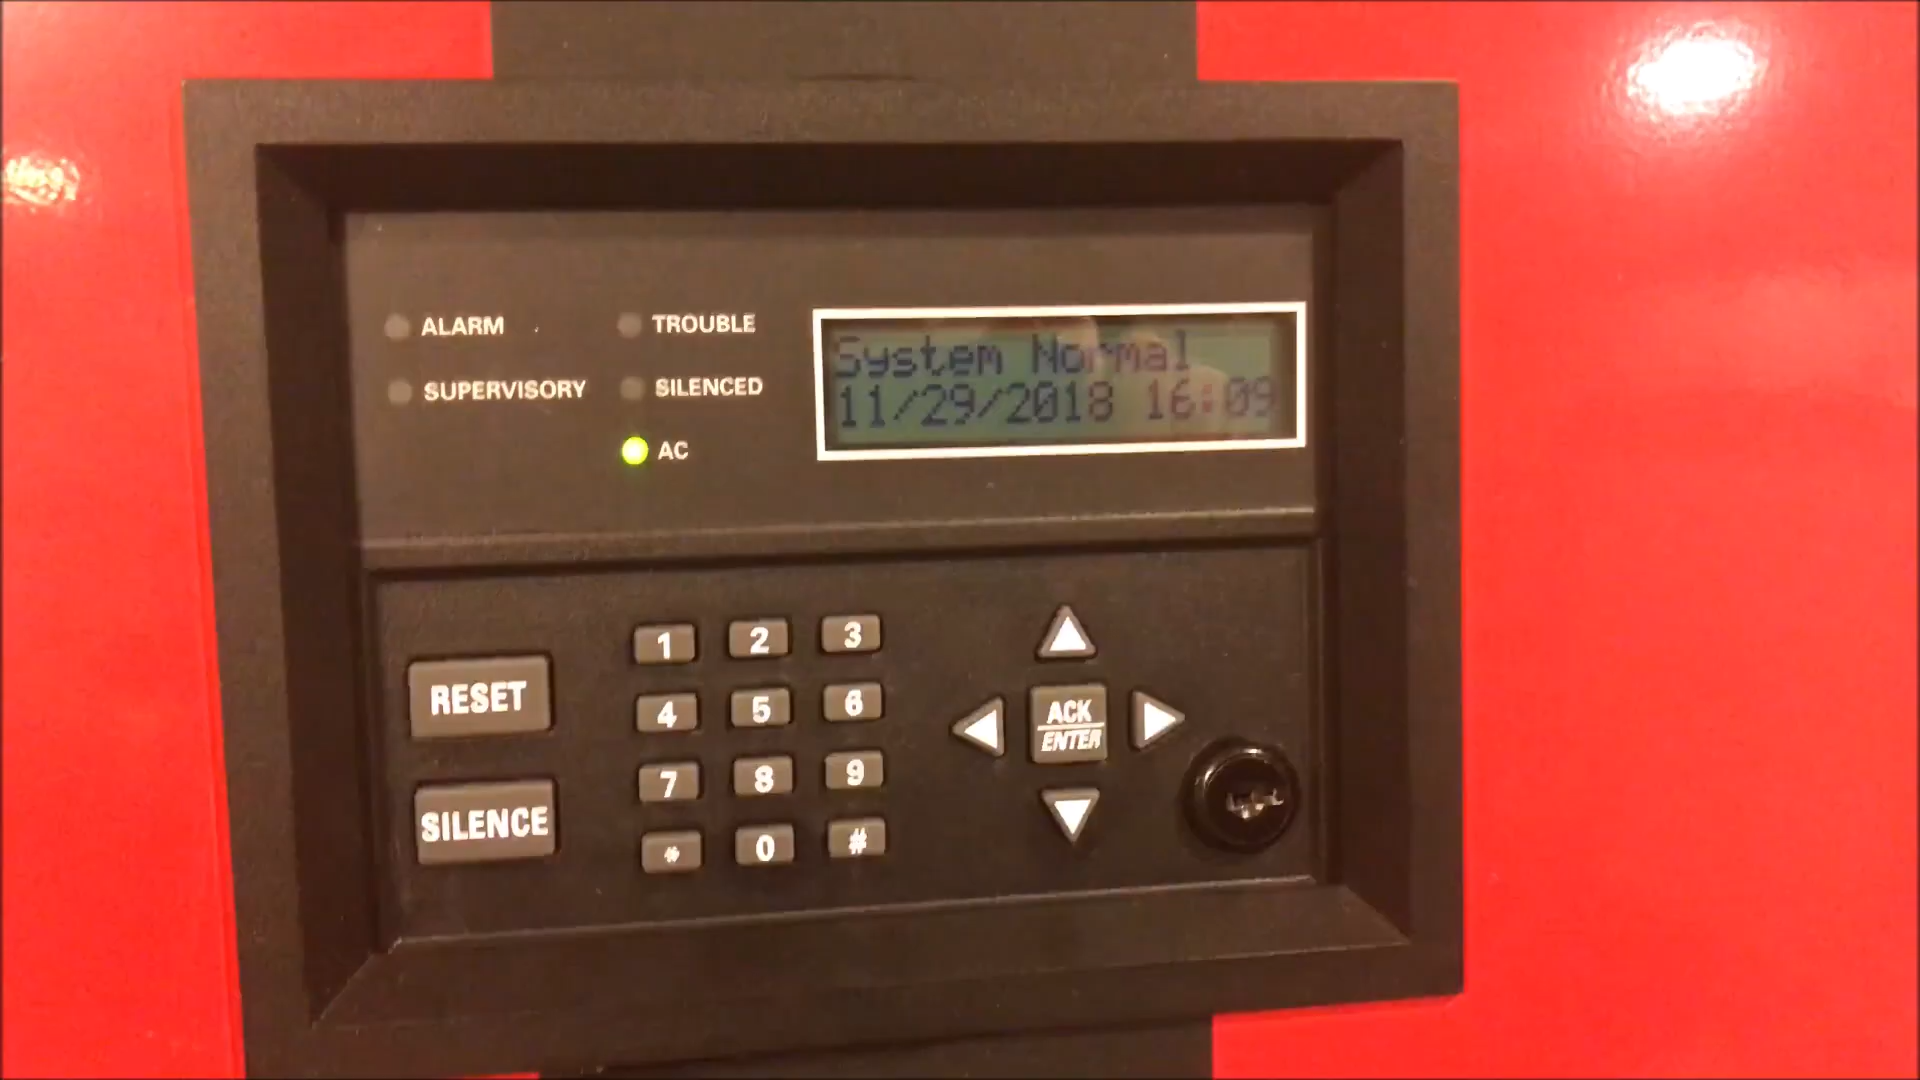 ALARM
TROUBLE
SUPERVISORY
SILENCED
AC
System Normal
11/29/2018 16:09
RESET
SILENCE
1 2 3
4 5 6
7 8 9
* 0 #
ACK
ENTER